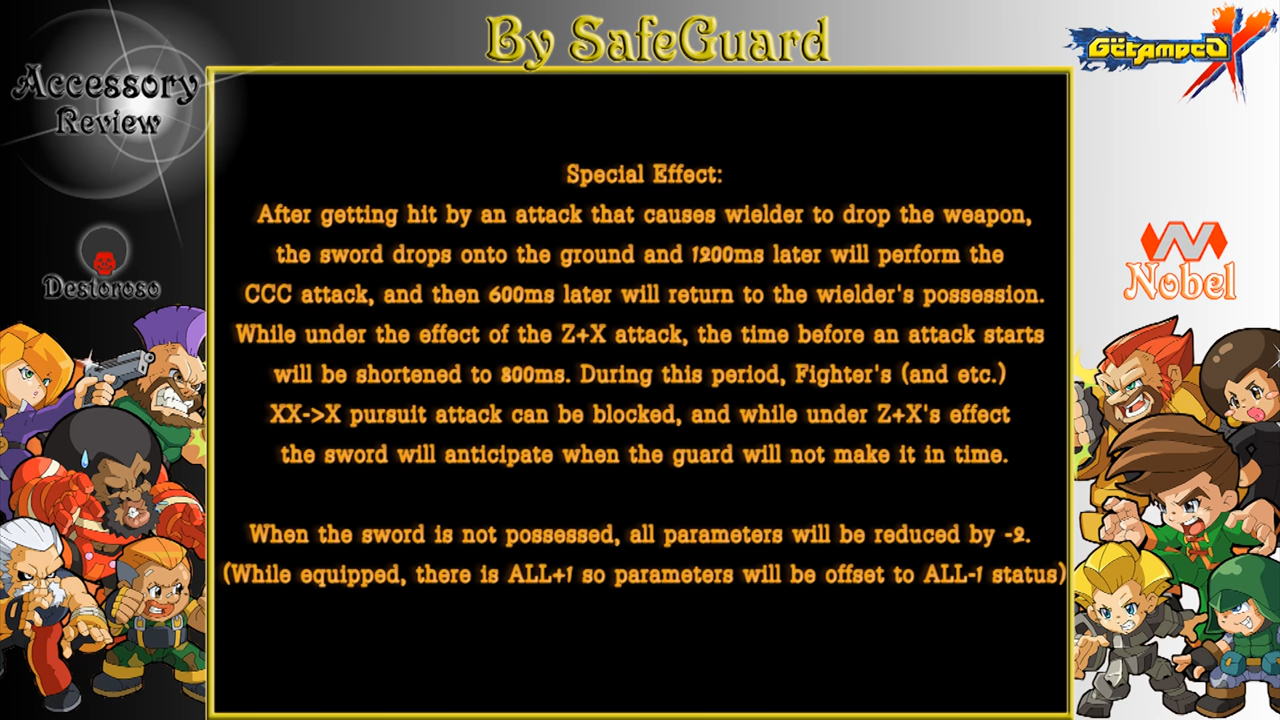 By SafeGuard
Accessory
Review
GetAmped X
Special Effect:
After getting hit by an attack that causes wielder to drop the weapon,
the sword drops onto the ground and 1200ms later will perform the
CCC attack, and then 600ms later will return to the wielder's possession.
While under the effect of the Z+X attack, the time before an attack starts
will be shortened to 800ms. During this period, Fighter's (and etc.)
XX->X pursuit attack can be blocked, and while under Z+X's effect
the sword will anticipate when the guard will not make it in time.
When the sword is not possessed, all parameters will be reduced by -2.
(While equipped, there is ALL+1 so parameters will be offset to ALL-1 status)
Destoroso
Nobel